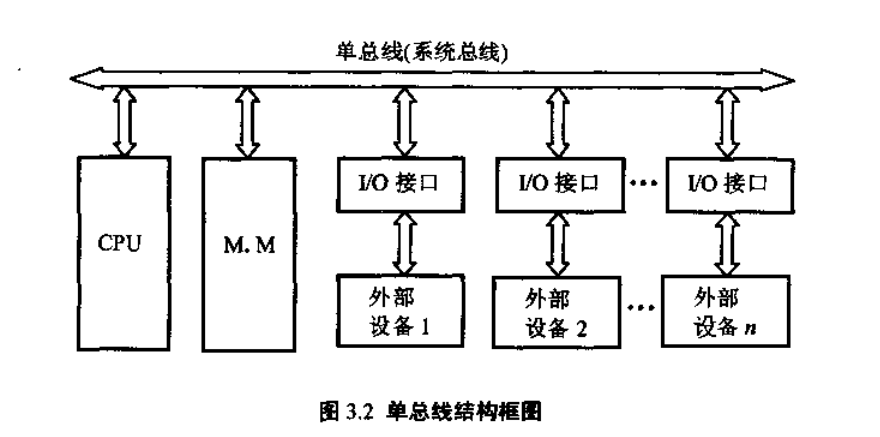 单总线(系统总线)
CPU
M. M
I/O 接口
I/O 接口
···
I/O 接口
外部
设备 1
外部
设备 2
···
外部
设备 n
图 3.2 单总线结构框图